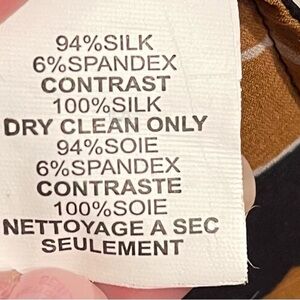 94%SILK
6%SPANDEX
CONTRAST
100%SILK
DRY CLEAN ONLY
94%SOIE
6%SPANDEX
CONTRASTE
100%SOIE
NETTOYAGE A SEC
SEULEMENT